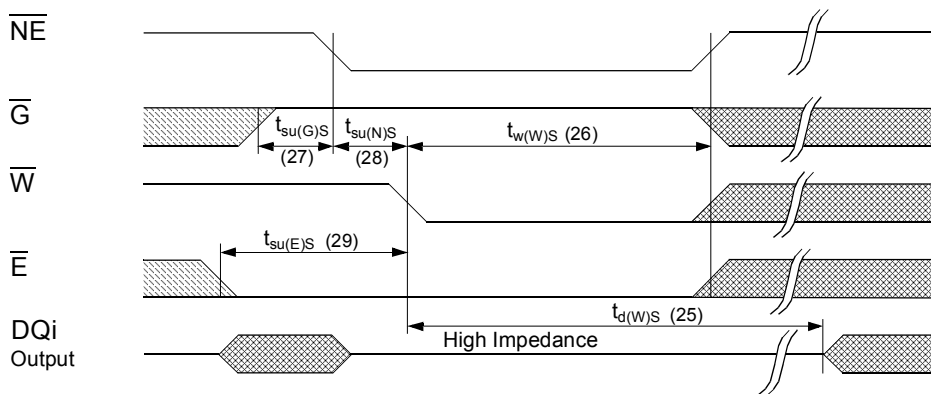 NE
G
t_su(G)S t_su(N)S t_w(W)S (26)
(27) (28)
W
t_su(E)S (29)
E
t_d(W)S (25)
DQi
High Impedance
Output